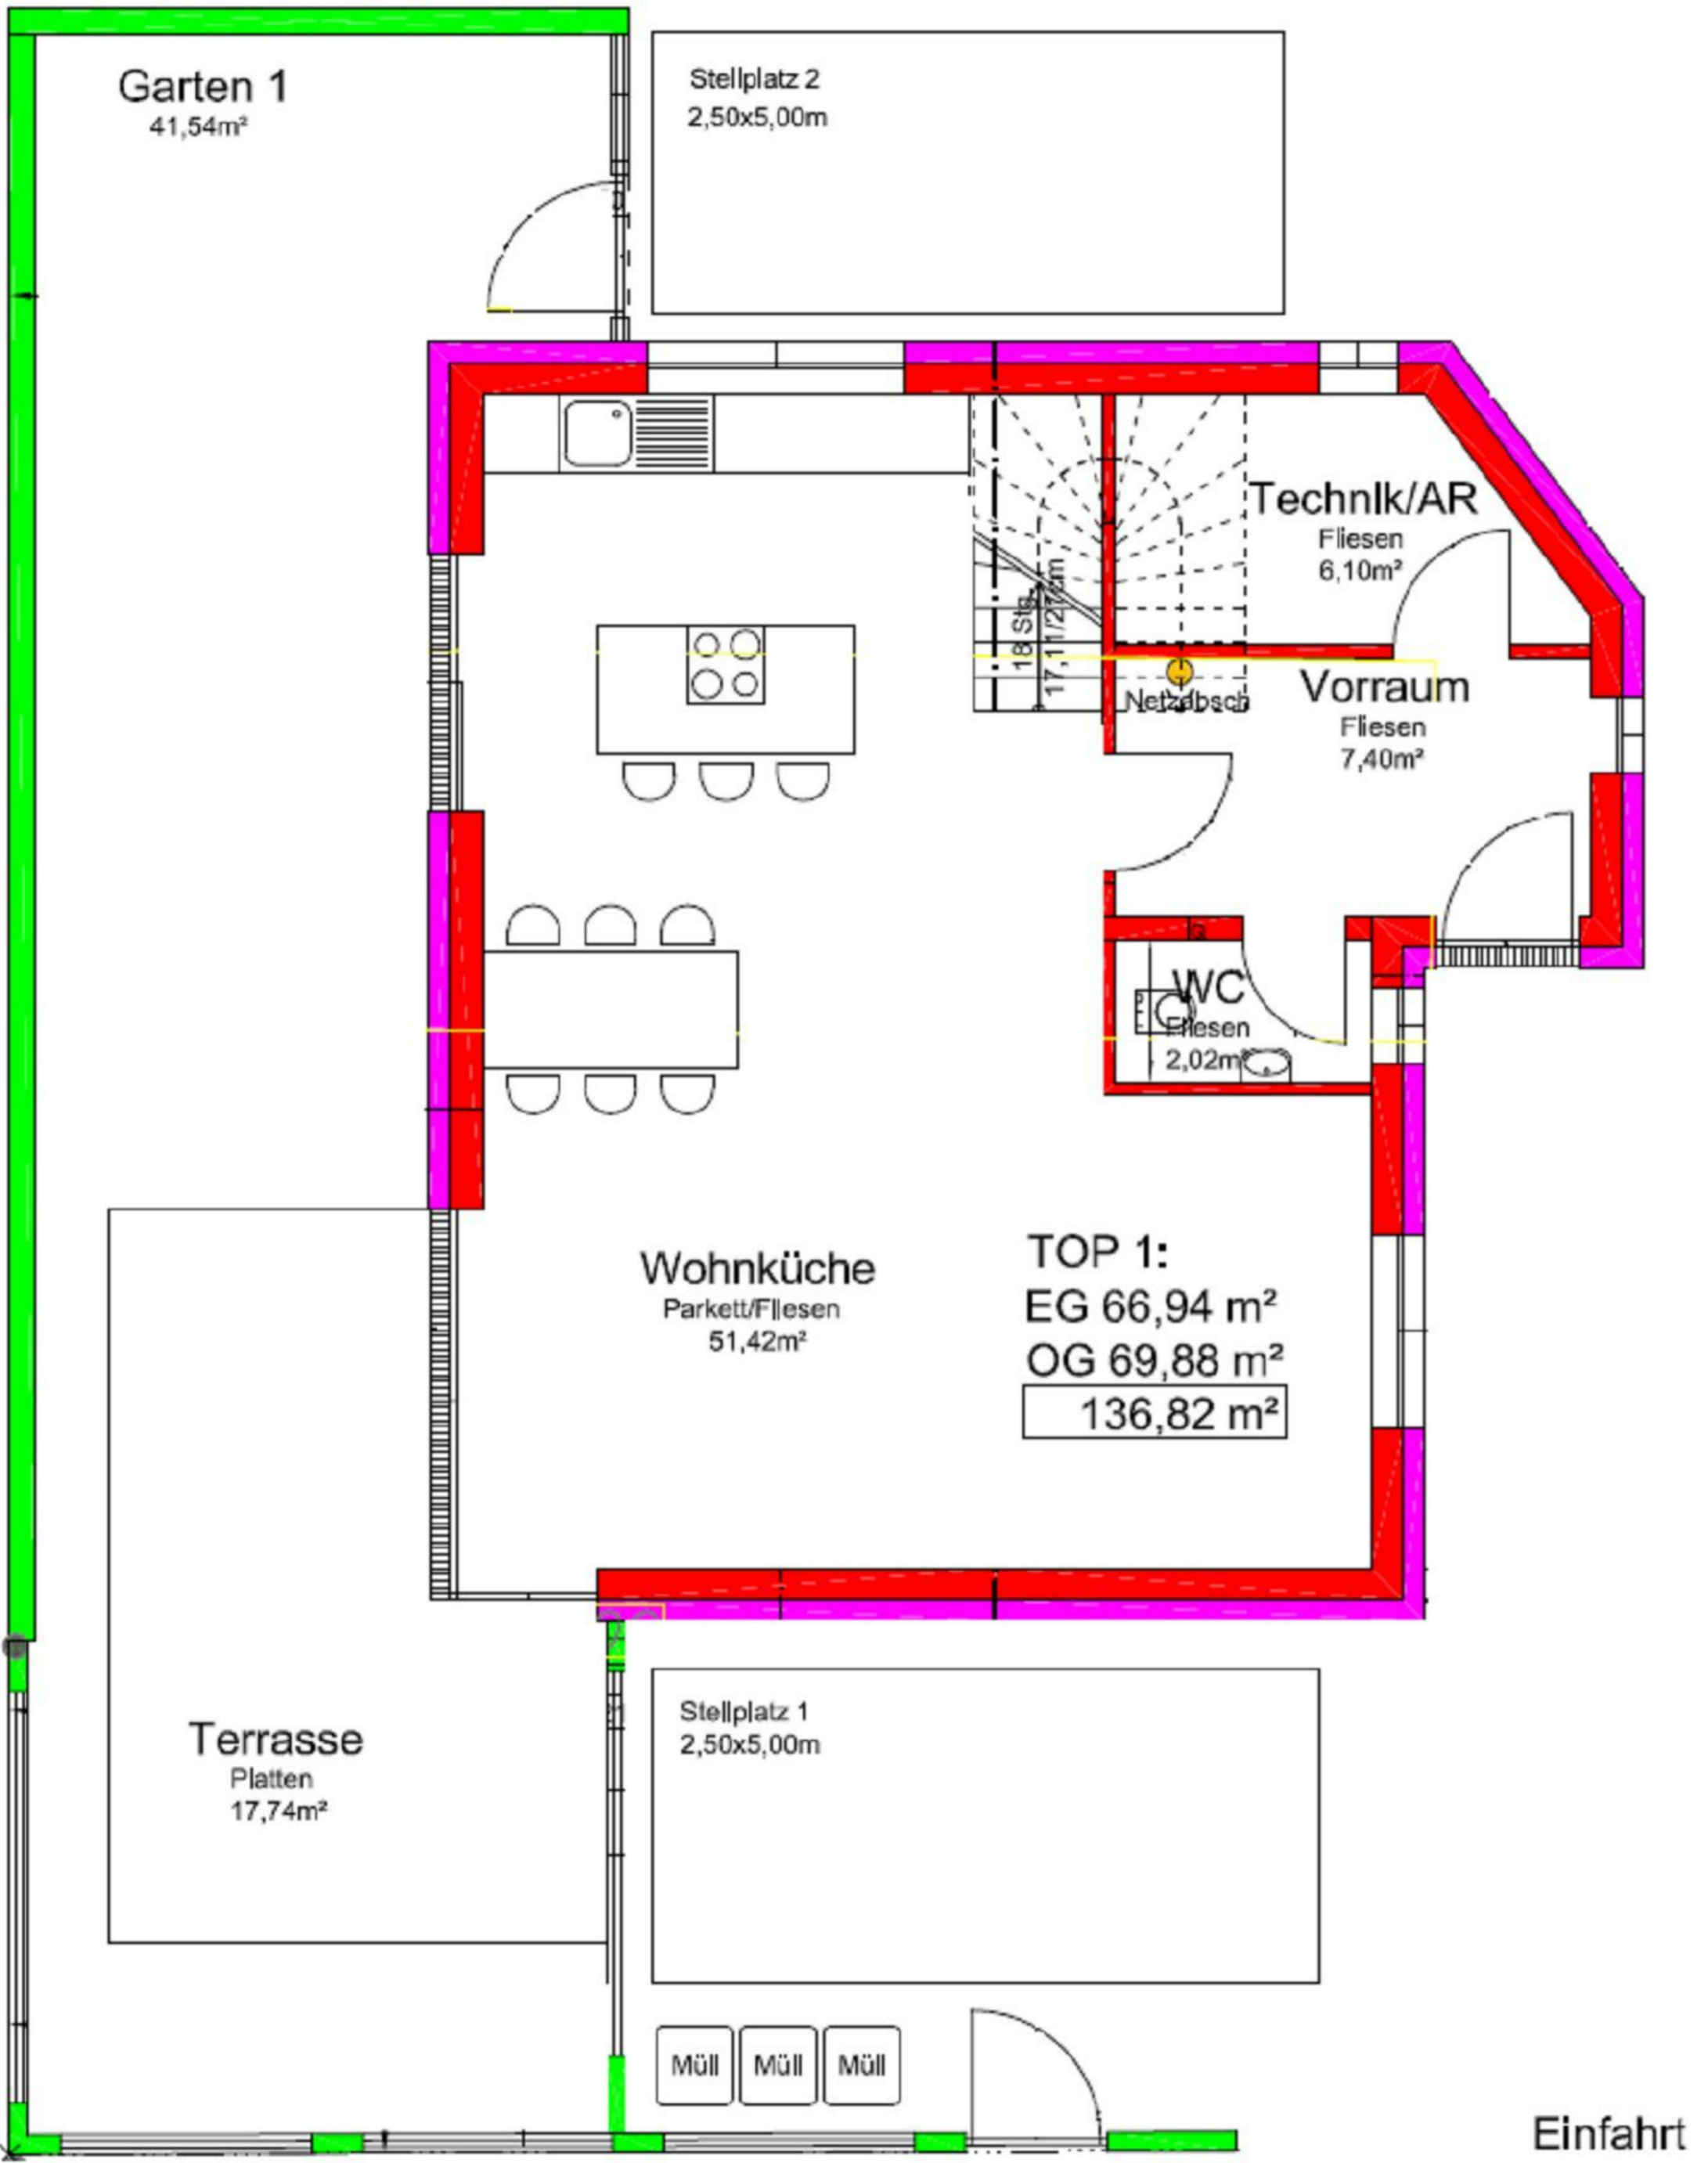 Garten 1
41,54m²
Stellplatz 2
2,50x5,00m
Technik/AR
Fliesen
6,10m²
18 Stg.
Netzabsch
Vorraum
Fliesen
7,40m²
WC
Fliesen
2,02m²
Wohnküche
Parkett/Fliesen
51,42m²
TOP 1:
EG 66,94 m²
OG 69,88 m²
136,82 m²
Terrasse
Platten
17,74m²
Stellplatz 1
2,50x5,00m
Müll
Müll
Müll
Einfahrt